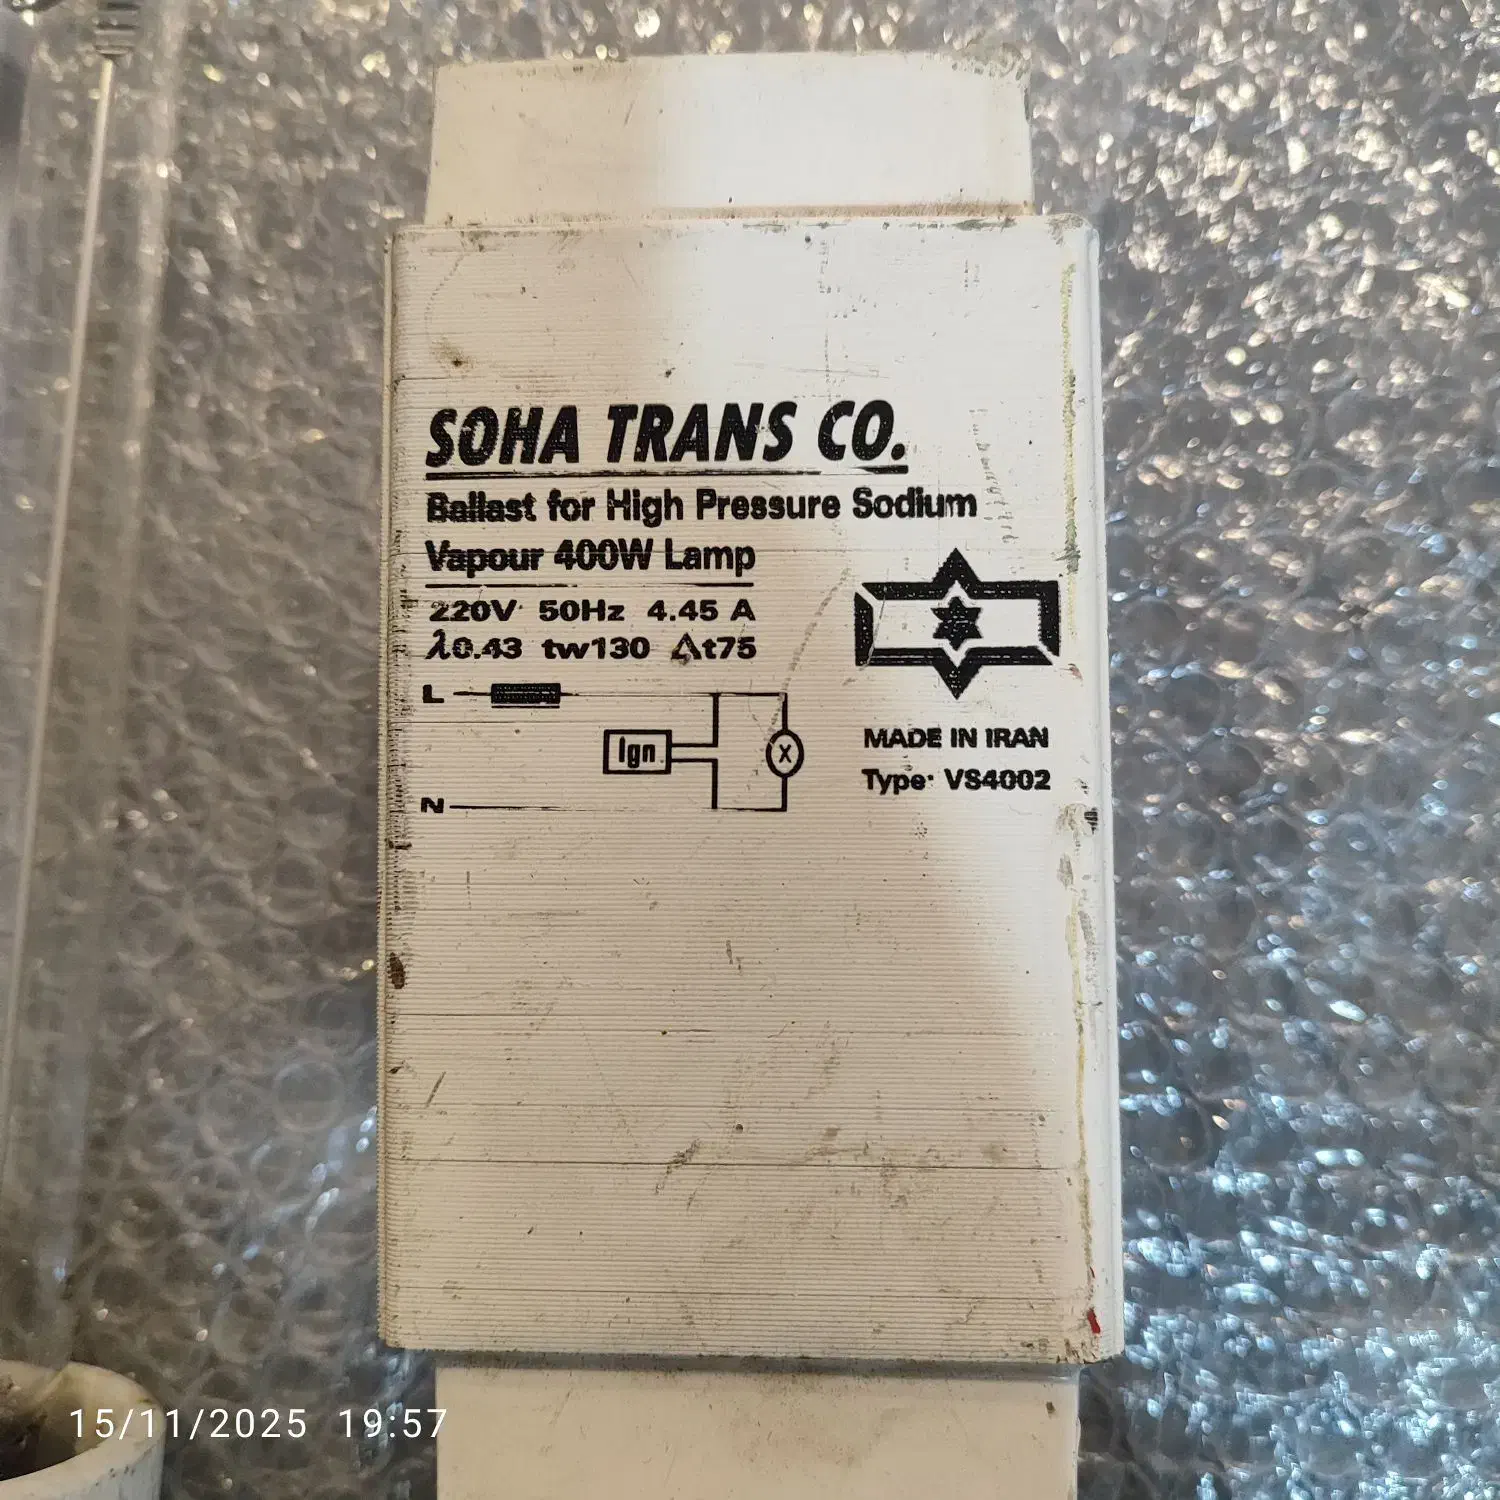 SOHA TRANS CO.
Ballast for High Pressure Sodium
Vapour 400W Lamp
220V 50Hz 4.45 A
λ0.43 tw130 Δt75
L
Ign
X
N
MADE IN IRAN
Type: VS4002
15/11/2025 19:57